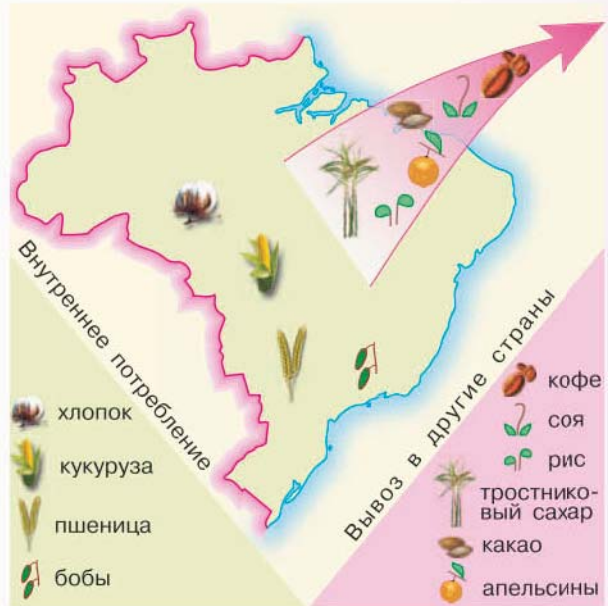 Внутреннее потребление
хлопок
кукуруза
пшеница
бобы
Вывоз в другие страны
кофе
соя
рис
тростнико-
вый сахар
какао
апельсины